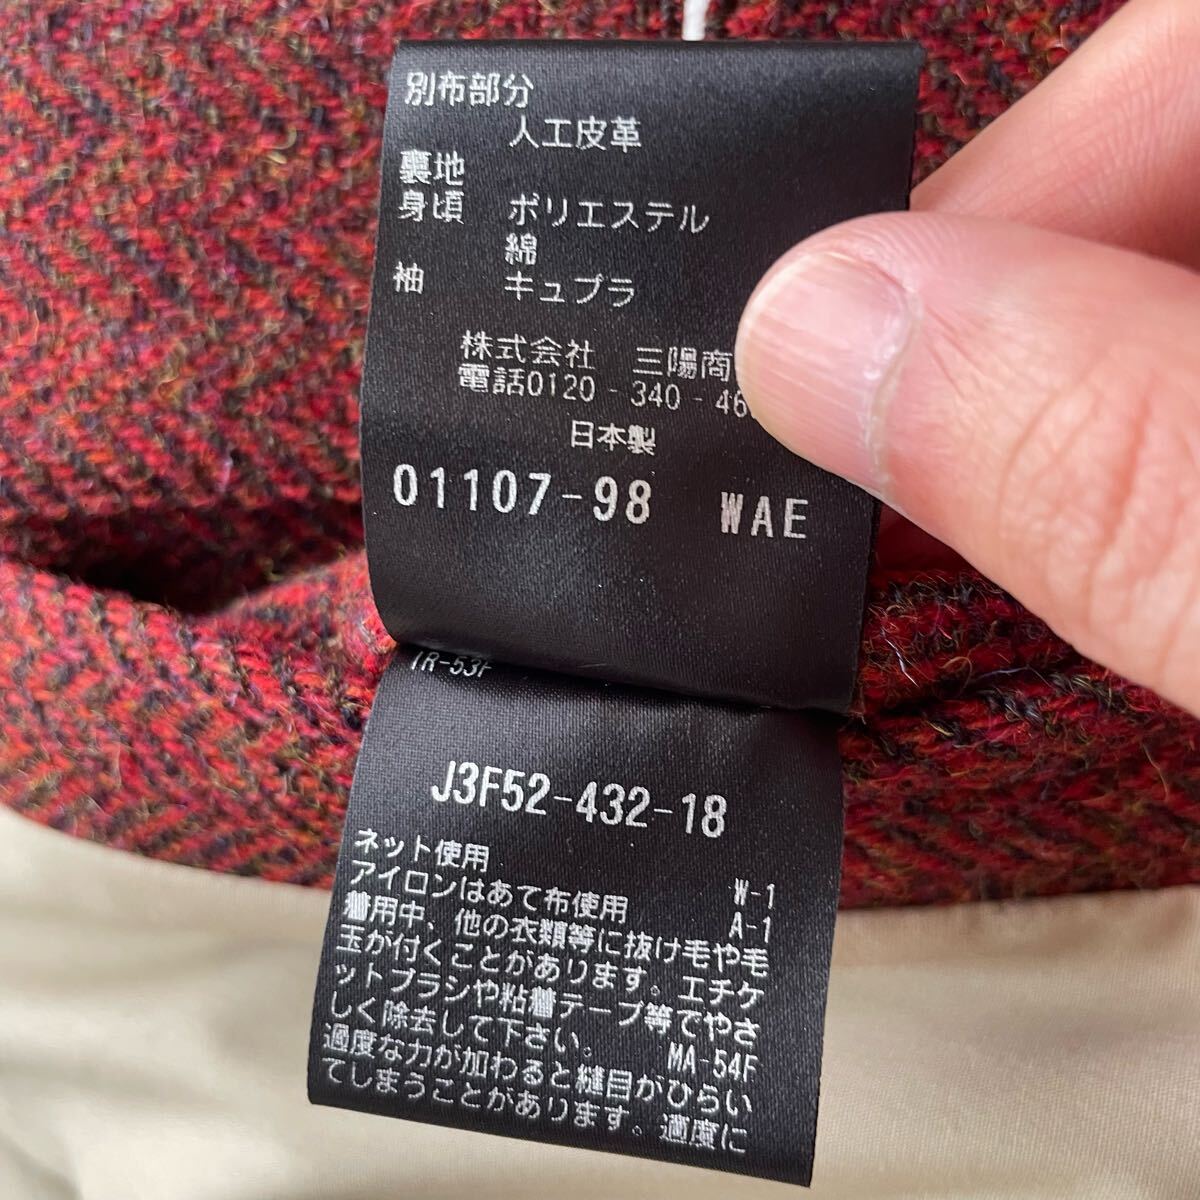 別布部分
人工皮革
裏地
身頃 ポリエステル
綿
袖 キュプラ
株式会社 三陽商
電話0120-340-46
日本製
01107-98 WAE
IR-53F
J3F52-432-18
ネット使用 W-1
アイロンはあて布使用 A-1
着用中、他の衣類等に抜け毛や毛
玉が付くことがあります。エチケ
ットブラシや粘着テープ等でやさ
しく除去して下さい。 MA-54F
過度な力が加わると縫目がひらい
てしまうことがあります。過度に